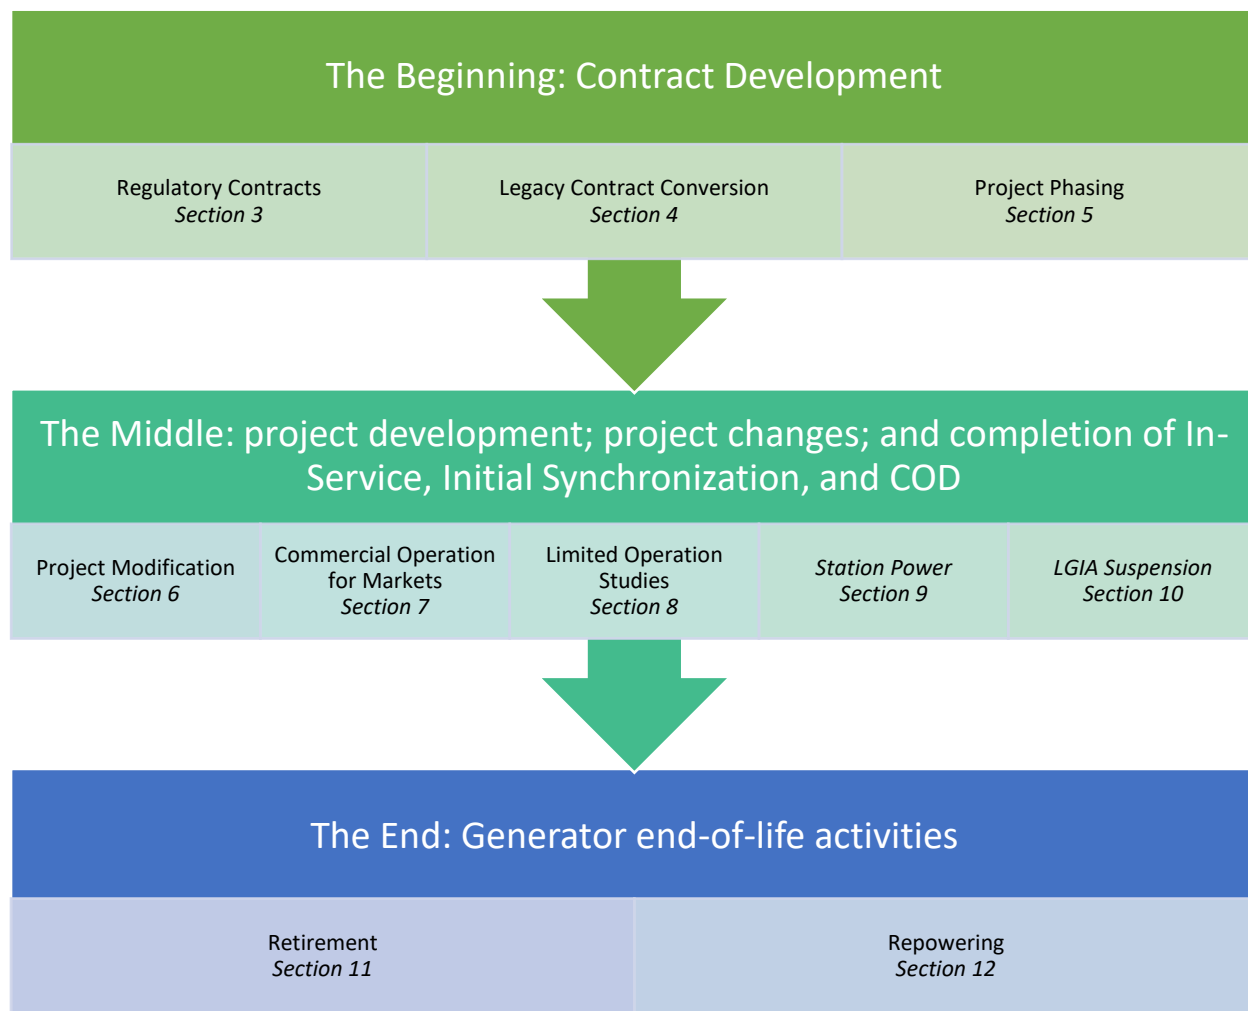 The Beginning: Contract Development
Regulatory Contracts
Section 3
Legacy Contract Conversion
Section 4
Project Phasing
Section 5
The Middle: project development; project changes; and completion of In-
Service, Initial Synchronization, and COD
Project Modification
Section 6
Commercial Operation
for Markets
Section 7
Limited Operation
Studies
Section 8
Station Power
Section 9
LGIA Suspension
Section 10
The End: Generator end-of-life activities
Retirement
Section 11
Repowering
Section 12